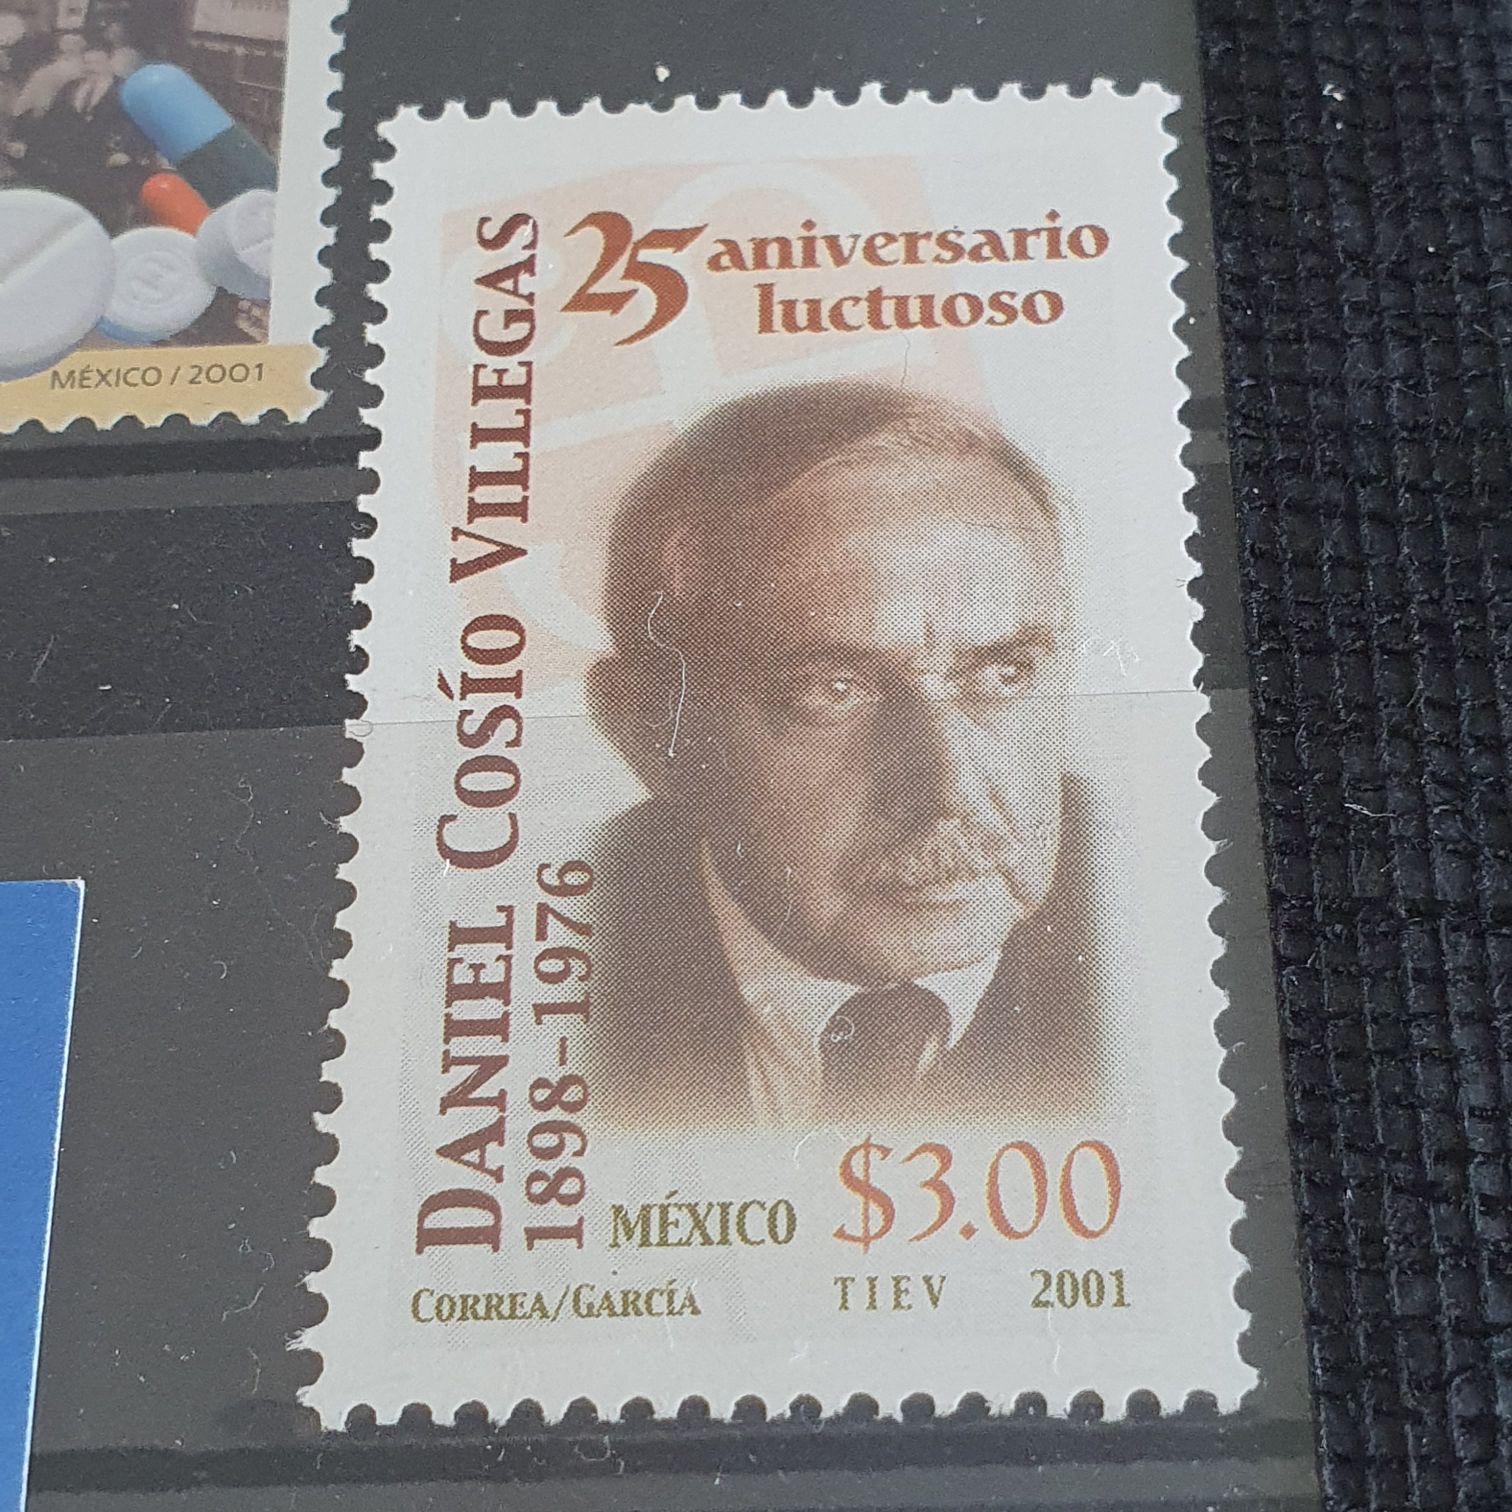 MÉXICO / 2001
25 aniversario
luctuoso
DANIEL COSÍO VILLEGAS
1898-1976
MÉXICO $3.00
CORREA/GARCÍA TIEV 2001